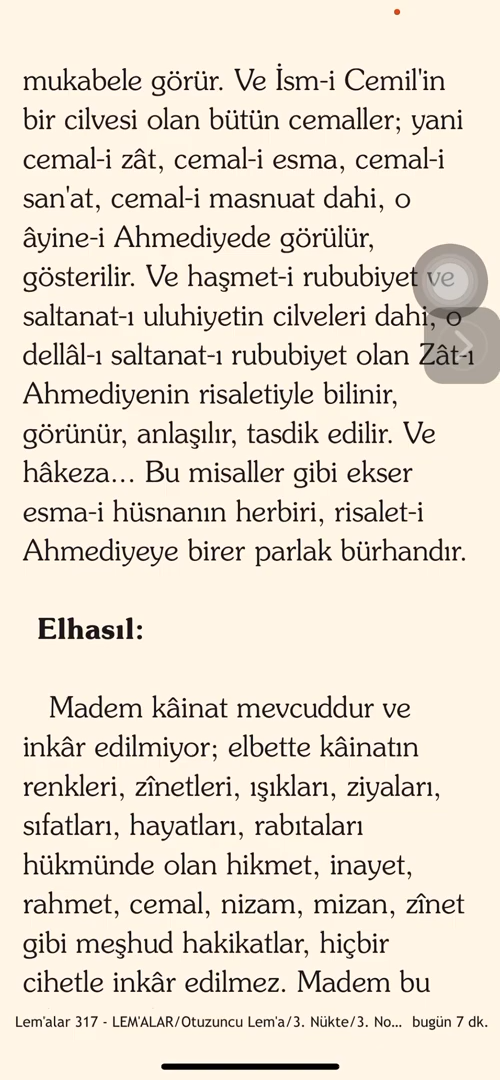 mukabele görür. Ve İsm-i Cemil'in
bir cilvesi olan bütün cemaller; yani
cemal-i zât, cemal-i esma, cemal-i
san'at, cemal-i masnuat dahi, o
âyine-i Ahmediyede görülür,
gösterilir. Ve haşmet-i rububiyet ve
saltanat-ı uluhiyetin cilveleri dahi, o
dellâl-ı saltanat-ı rububiyet olan Zât-ı
Ahmediyenin risaletiyle bilinir,
görünür, anlaşılır, tasdik edilir. Ve
hâkeza... Bu misaller gibi ekser
esma-i hüsnanın herbiri, risalet-i
Ahmediyeye birer parlak bürhandır.
Elhasıl:
Madem kâinat mevcuddur ve
inkâr edilmiyor; elbette kâinatın
renkleri, zînetleri, ışıkları, ziyaları,
sıfatları, hayatları, rabıtaları
hükmünde olan hikmet, inayet,
rahmet, cemal, nizam, mizan, zînet
gibi meşhud hakikatlar, hiçbir
cihetle inkâr edilmez. Madem bu
Lem'alar 317 - LEM'ALAR/Otuzuncu Lem'a/3. Nükte/3. No... bugün 7 dk.